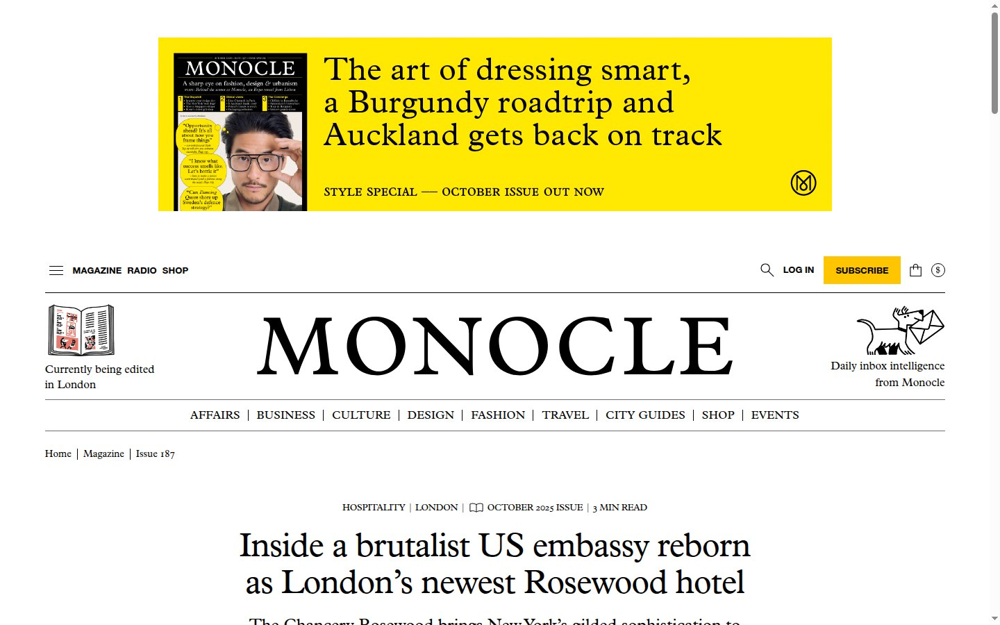 MONOCLE
A sharp eye on fashion, design & urbanism
"Opportunity
ahead? It's all
about how you
frame things"
"I know what
success smells like.
Let's bottle it"
"Can Dancing
Queen shore up
Sweden's defence
strategy?"
The art of dressing smart,
a Burgundy roadtrip and
Auckland gets back on track
STYLE SPECIAL — OCTOBER ISSUE OUT NOW
MAGAZINE RADIO SHOP
LOG IN
SUBSCRIBE
$
Currently being edited
in London
MONOCLE
Daily inbox intelligence
from Monocle
AFFAIRS | BUSINESS | CULTURE | DESIGN | FASHION | TRAVEL | CITY GUIDES | SHOP | EVENTS
Home | Magazine | Issue 187
HOSPITALITY | LONDON | OCTOBER 2025 ISSUE | 3 MIN READ
Inside a brutalist US embassy reborn
as London's newest Rosewood hotel
The Chancery Rosewood brings New York's gilded sophistication to